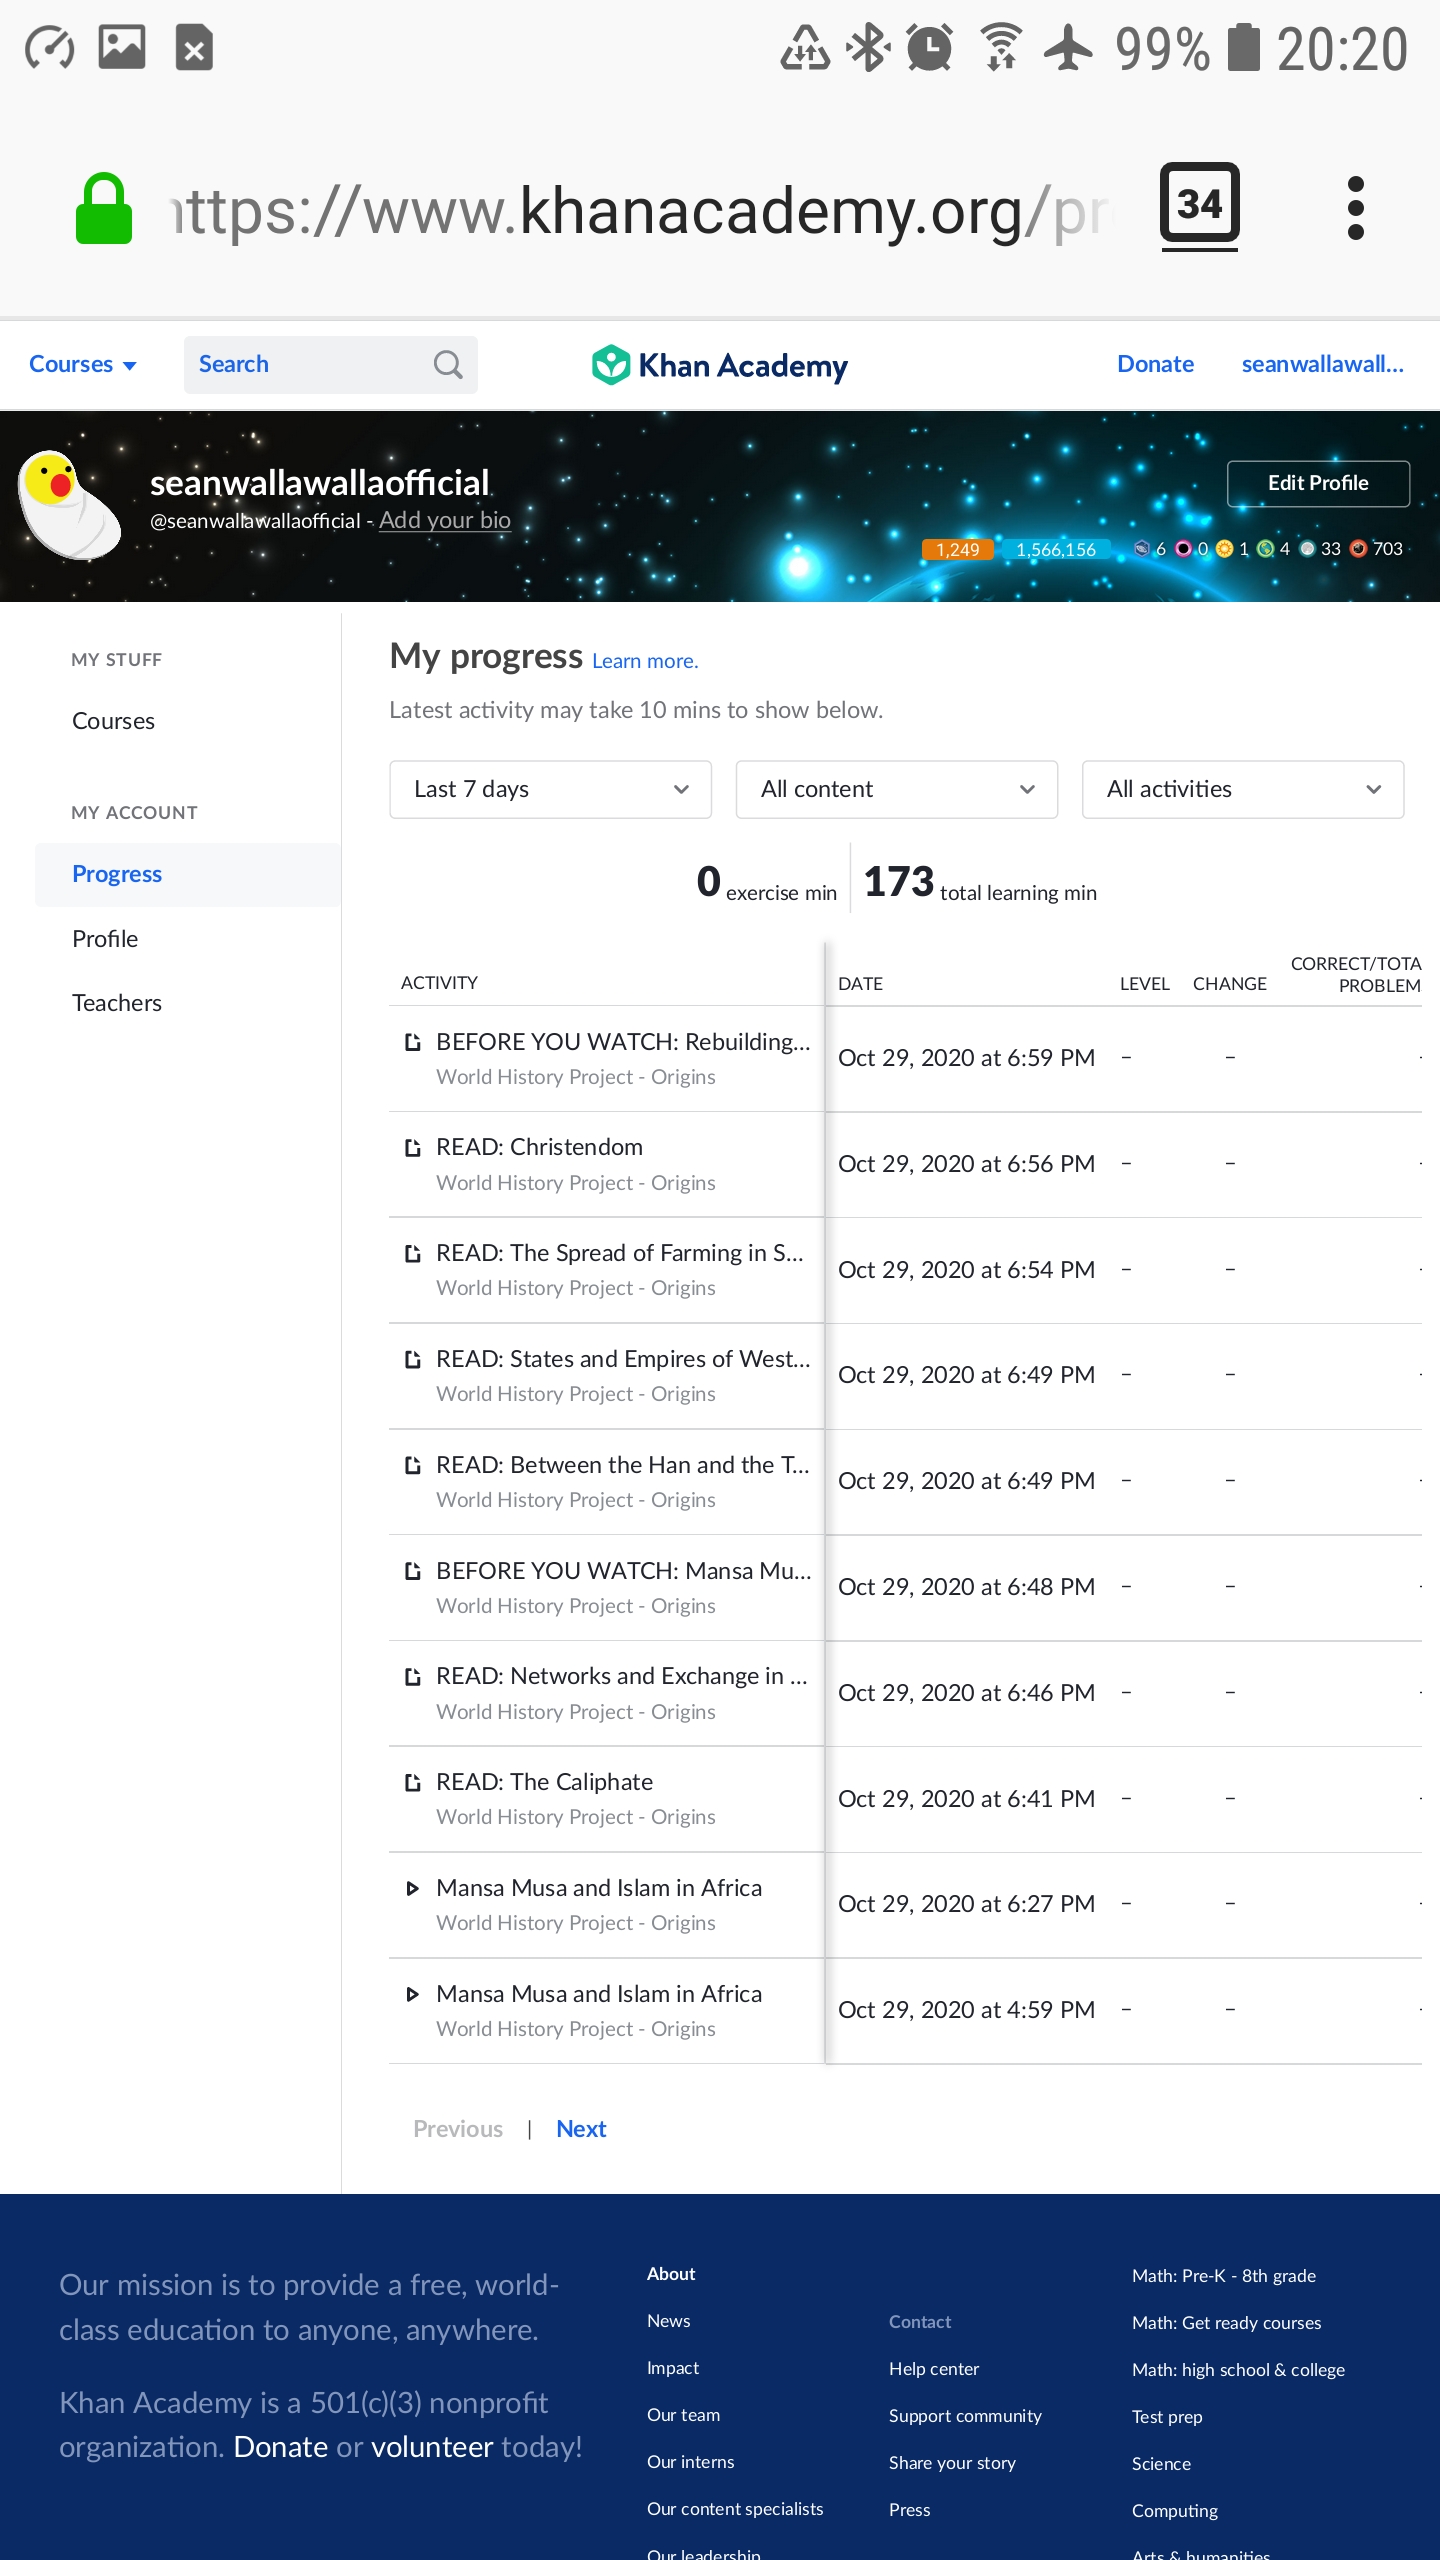 99% 20:20
https://www.khanacademy.org/pr
34
Courses
Search
Khan Academy
Donate
seanwallawall...
seanwallawallaofficial
@seanwallawallaofficial - Add your bio
Edit Profile
1,249 1,566,156 6 0 1 4 33 703
MY STUFF
Courses
MY ACCOUNT
Progress
Profile
Teachers
My progress Learn more.
Latest activity may take 10 mins to show below.
Last 7 days
All content
All activities
0 exercise min
173 total learning min
ACTIVITY DATE LEVEL CHANGE CORRECT/TOTA
PROBLEM
BEFORE YOU WATCH: Rebuilding...
World History Project - Origins
Oct 29, 2020 at 6:59 PM – –
READ: Christendom
World History Project - Origins
Oct 29, 2020 at 6:56 PM – –
READ: The Spread of Farming in S...
World History Project - Origins
Oct 29, 2020 at 6:54 PM – –
READ: States and Empires of West...
World History Project - Origins
Oct 29, 2020 at 6:49 PM – –
READ: Between the Han and the T...
World History Project - Origins
Oct 29, 2020 at 6:49 PM – –
BEFORE YOU WATCH: Mansa Mu...
World History Project - Origins
Oct 29, 2020 at 6:48 PM – –
READ: Networks and Exchange in ...
World History Project - Origins
Oct 29, 2020 at 6:46 PM – –
READ: The Caliphate
World History Project - Origins
Oct 29, 2020 at 6:41 PM – –
Mansa Musa and Islam in Africa
World History Project - Origins
Oct 29, 2020 at 6:27 PM – –
Mansa Musa and Islam in Africa
World History Project - Origins
Oct 29, 2020 at 4:59 PM – –
Previous | Next
Our mission is to provide a free, world-
class education to anyone, anywhere.
Khan Academy is a 501(c)(3) nonprofit
organization. Donate or volunteer today!
About
News
Impact
Our team
Our interns
Our content specialists
Our leadership
Contact
Help center
Support community
Share your story
Press
Math: Pre-K - 8th grade
Math: Get ready courses
Math: high school & college
Test prep
Science
Computing
Arts & humanities